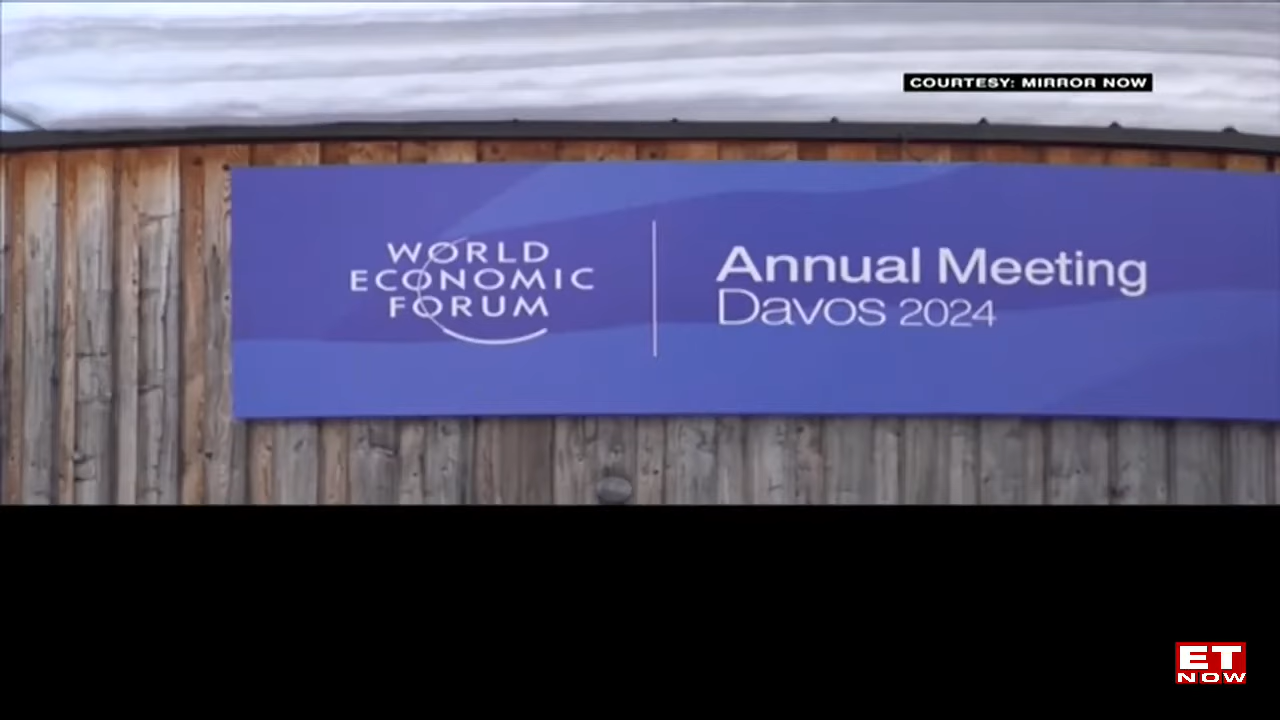 COURTESY: MIRROR NOW
WORLD
ECONOMIC
FORUM
Annual Meeting
Davos 2024
ET
NOW